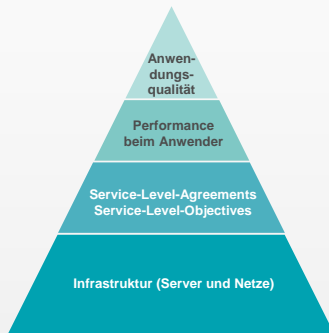 Anwen-
dungs-
qualität
Performance
beim Anwender
Service-Level-Agreements
Service-Level-Objectives
Infrastruktur (Server und Netze)